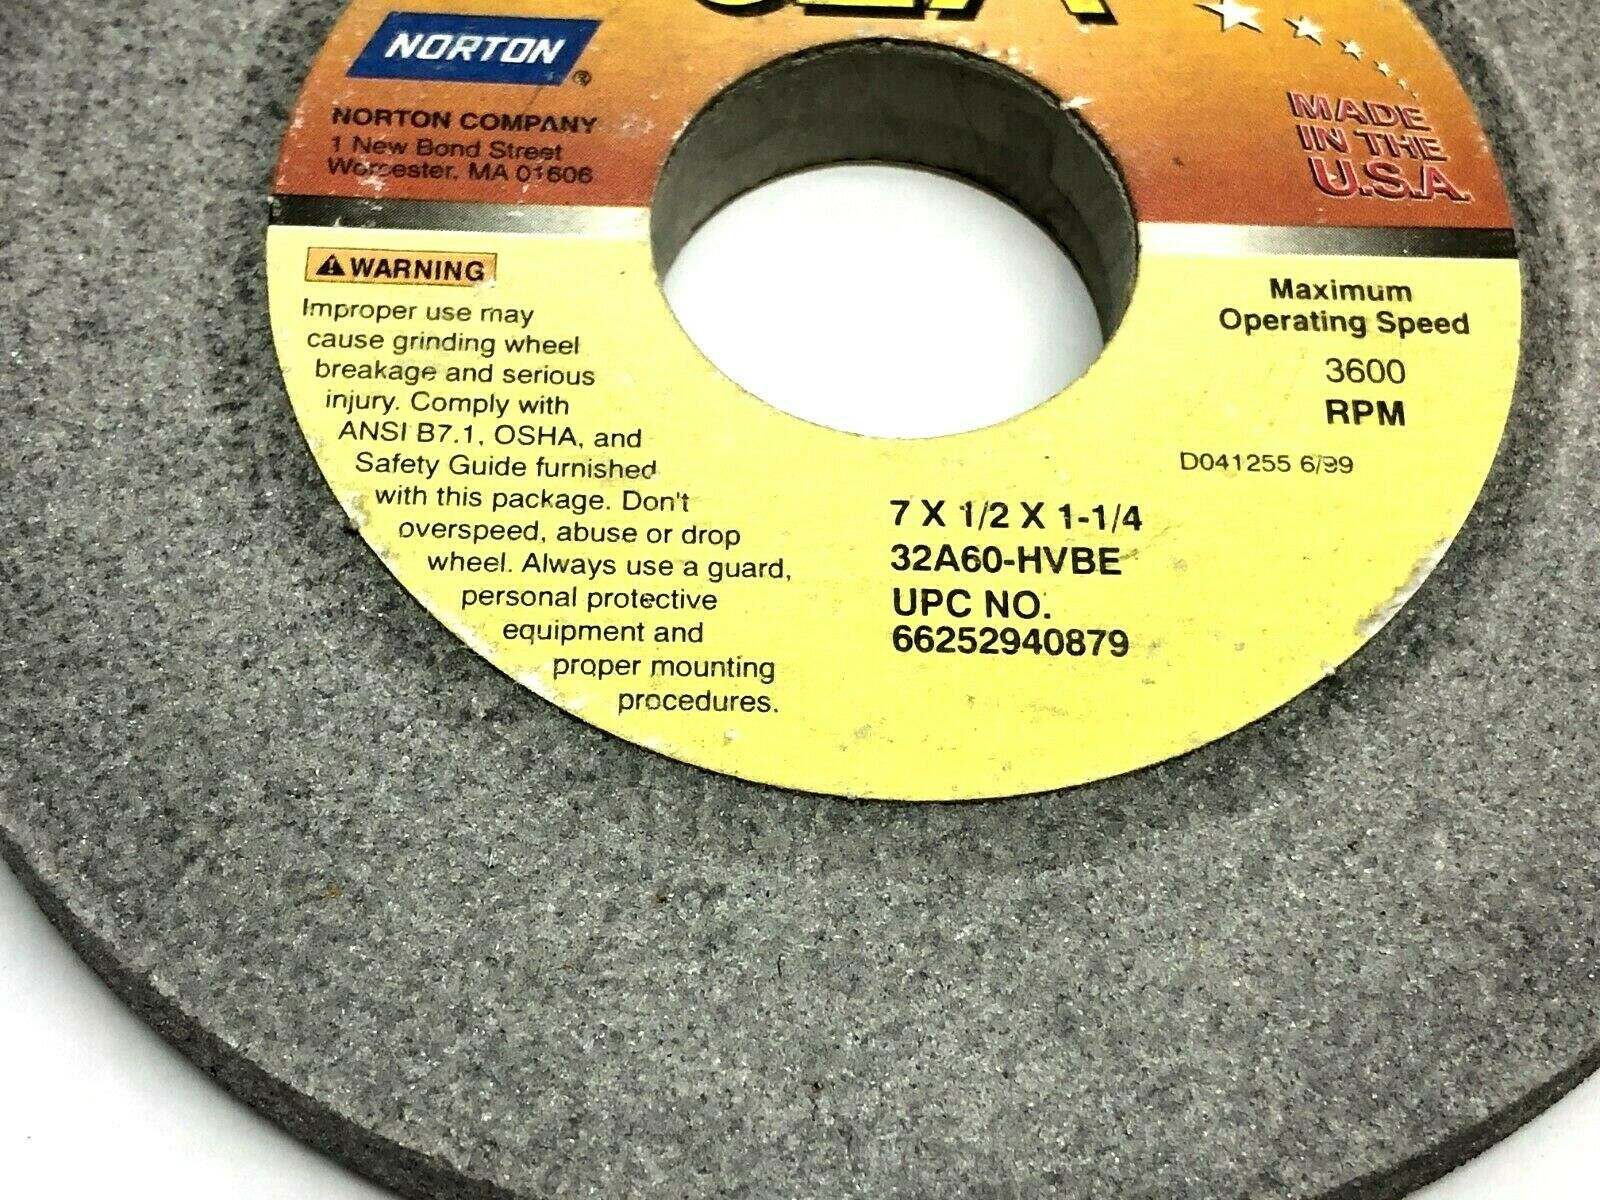 32A
NORTON
®
NORTON COMPANY
1 New Bond Street
Worcester, MA 01606
MADE
IN THE
U.S.A.
WARNING
Improper use may
cause grinding wheel
breakage and serious
injury. Comply with
ANSI B7.1, OSHA, and
Safety Guide furnished
with this package. Don't
overspeed, abuse or drop
wheel. Always use a guard,
personal protective
equipment and
proper mounting
procedures.
Maximum
Operating Speed
3600
RPM
D041255 6/99
7 X 1/2 X 1-1/4
32A60-HVBE
UPC NO.
66252940879